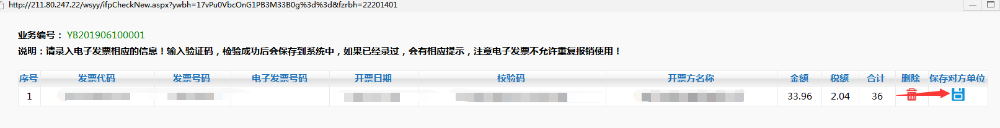 http://211.80.247.22/wsyy/ifpCheckNew.aspx?ywbh=17vPu0VbcOnG1PB3M33B0g%3d%3d&fzrbh=22201401
业务编号： YB201906100001
说明：请录入电子发票相应的信息！输入验证码，检验成功后会保存到系统中，如果已经录过，会有相应提示，注意电子发票不允许重复报销使用！
序号 发票代码 发票号码 电子发票号码 开票日期 校验码 开票方名称 金额 税额 合计 删除 保存对方单位
1 33.96 2.04 36